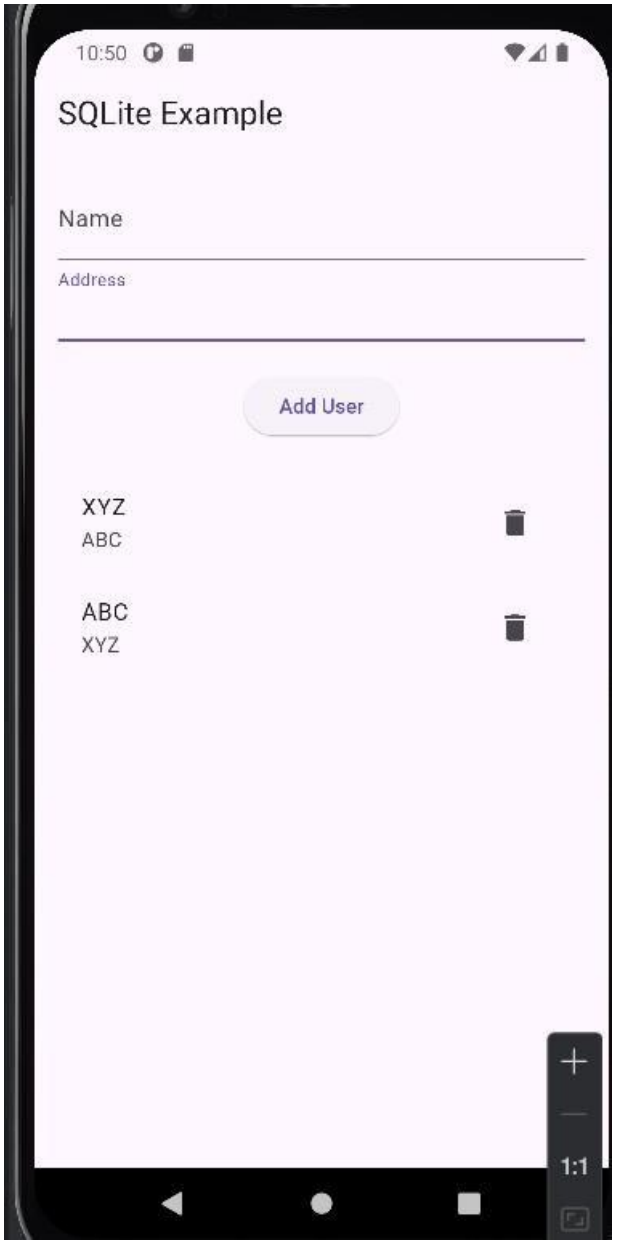 10:50
SQLite Example
Name
Address
Add User
XYZ
ABC
ABC
XYZ
1:1